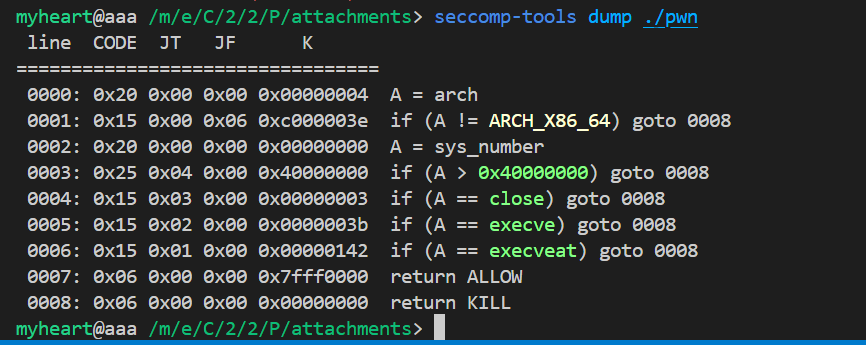 myheart@aaa /m/e/C/2/2/P/attachments> seccomp-tools dump ./pwn
line CODE JT JF K
=================================
0000: 0x20 0x00 0x00 0x00000004 A = arch
0001: 0x15 0x00 0x06 0xc000003e if (A != ARCH_X86_64) goto 0008
0002: 0x20 0x00 0x00 0x00000000 A = sys_number
0003: 0x25 0x04 0x00 0x40000000 if (A > 0x40000000) goto 0008
0004: 0x15 0x03 0x00 0x00000003 if (A == close) goto 0008
0005: 0x15 0x02 0x00 0x0000003b if (A == execve) goto 0008
0006: 0x15 0x01 0x00 0x00000142 if (A == execveat) goto 0008
0007: 0x06 0x00 0x00 0x7fff0000 return ALLOW
0008: 0x06 0x00 0x00 0x00000000 return KILL
myheart@aaa /m/e/C/2/2/P/attachments>